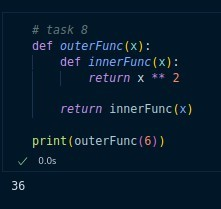 # task 8
def outerFunc(x):
    def innerFunc(x):
        return x ** 2

    return innerFunc(x)

print(outerFunc(6))
✓ 0.0s
36